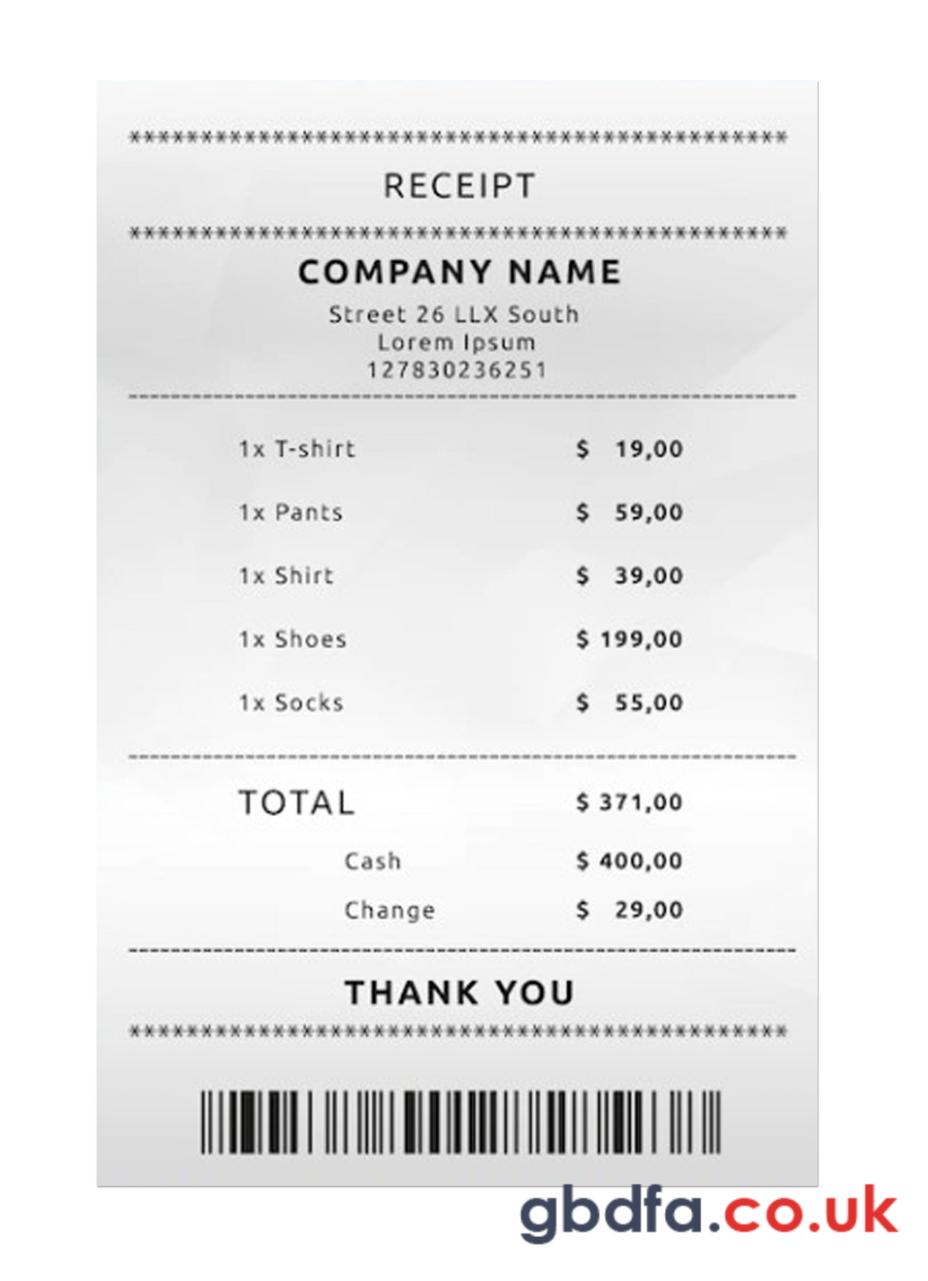 *******************************************************
RECEIPT
*******************************************************
COMPANY NAME
Street 26 LLX South
Lorem Ipsum
127830236251
--------------------------------------------------------------------------------
1x T-shirt $ 19,00
1x Pants $ 59,00
1x Shirt $ 39,00
1x Shoes $ 199,00
1x Socks $ 55,00
--------------------------------------------------------------------------------
TOTAL $ 371,00
Cash $ 400,00
Change $ 29,00
--------------------------------------------------------------------------------
THANK YOU
*******************************************************
gbdfa.co.uk